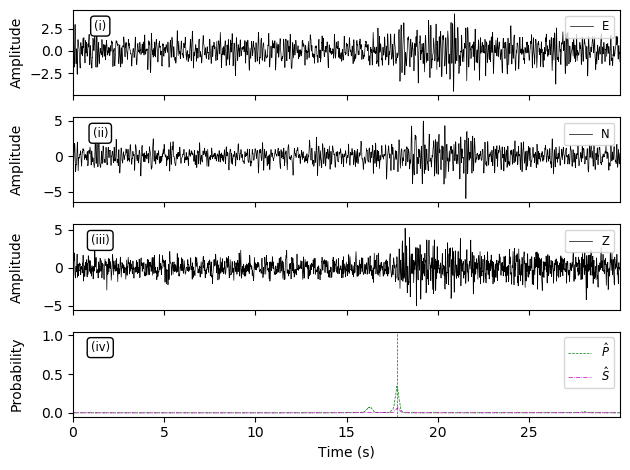 Amplitude
2.5
0.0
−2.5
(i)
E
Amplitude
5
0
−5
(ii)
N
Amplitude
5
0
−5
(iii)
Z
Probability
1.0
0.5
0.0
(iv)
P̂
Ŝ
0 5 10 15 20 25
Time (s)